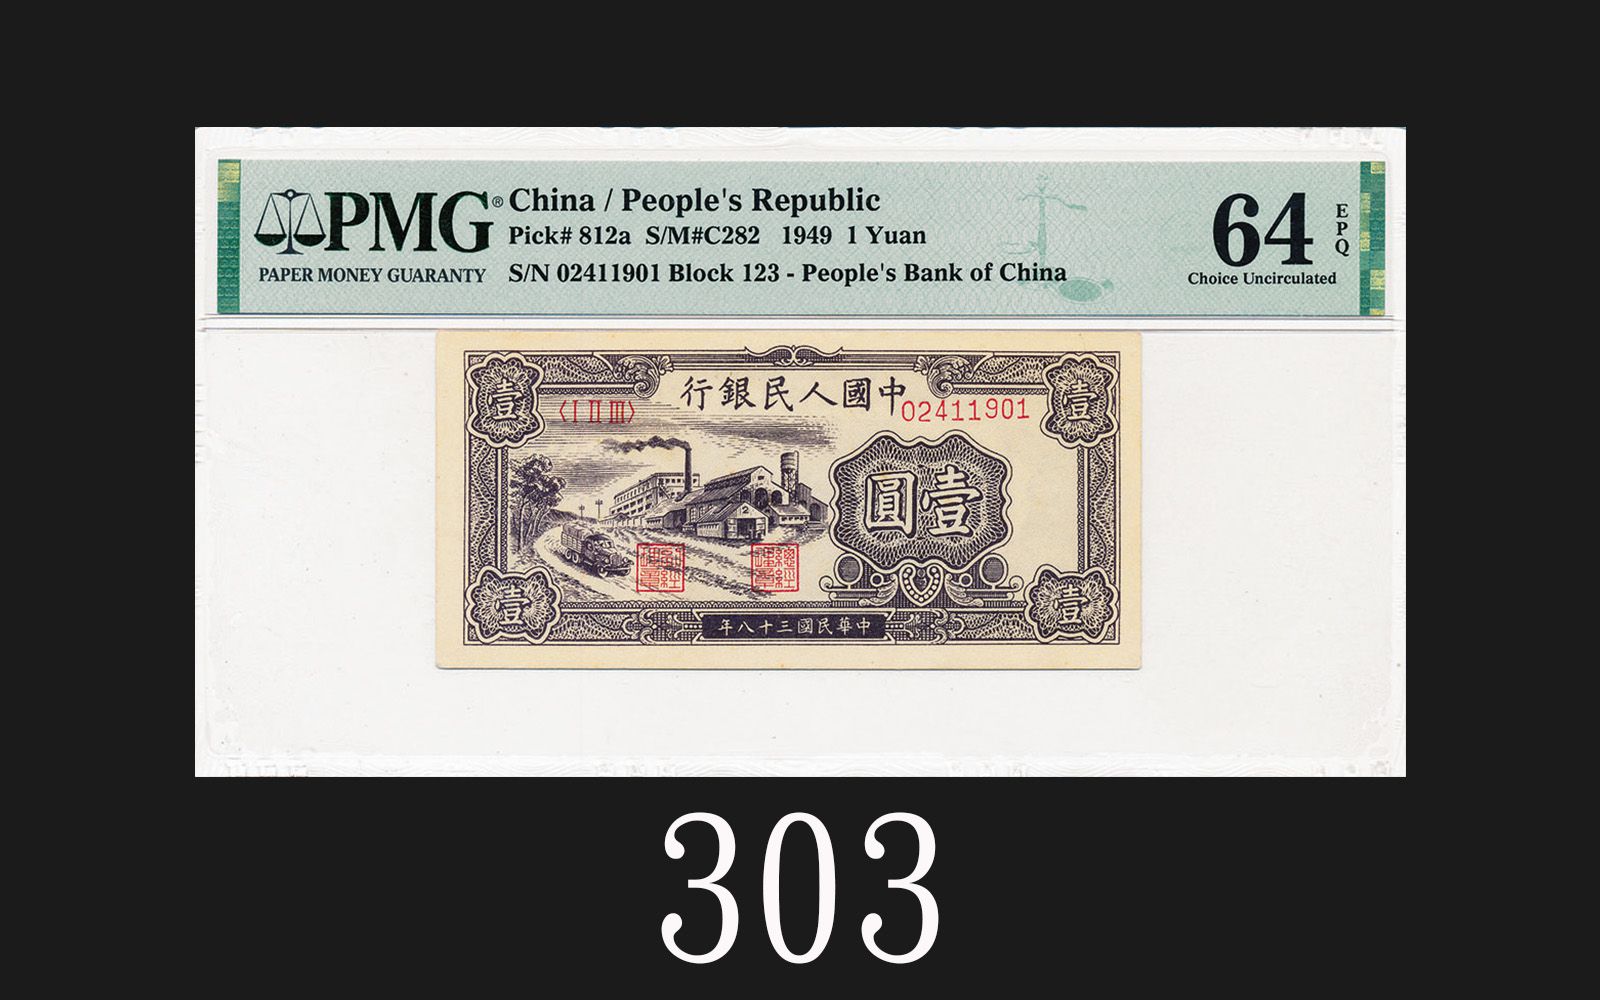 PMG®
PAPER MONEY GUARANTY
China / People's Republic
Pick# 812a S/M#C282 1949 1 Yuan
S/N 02411901 Block 123 - People's Bank of China
64
EPQ
Choice Uncirculated
行銀民人國中
〈I II III〉
02411901
壹
壹
圓壹
2
壹
壹
年八十三國民華中
303